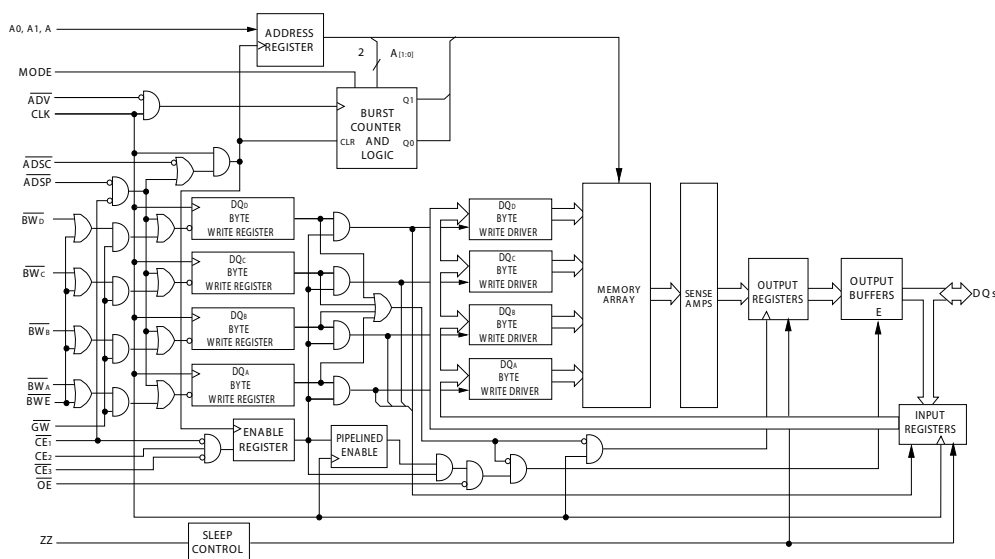 A0, A1, A
ADDRESS
REGISTER
2 A[1:0]
MODE
ADV
CLK
BURST
COUNTER
AND
LOGIC
CLR
Q1
Q0
ADSC
ADSP
BWD
DQD
BYTE
WRITE REGISTER
DQD
BYTE
WRITE DRIVER
BWC
DQC
BYTE
WRITE REGISTER
DQC
BYTE
WRITE DRIVER
MEMORY
ARRAY
SENSE
AMPS
OUTPUT
REGISTERS
OUTPUT
BUFFERS
E
DQs
BWB
DQB
BYTE
WRITE REGISTER
DQB
BYTE
WRITE DRIVER
BWA
BWE
DQA
BYTE
WRITE REGISTER
DQA
BYTE
WRITE DRIVER
INPUT
REGISTERS
GW
CE1
CE2
CE3
OE
ENABLE
REGISTER
PIPELINED
ENABLE
ZZ
SLEEP
CONTROL